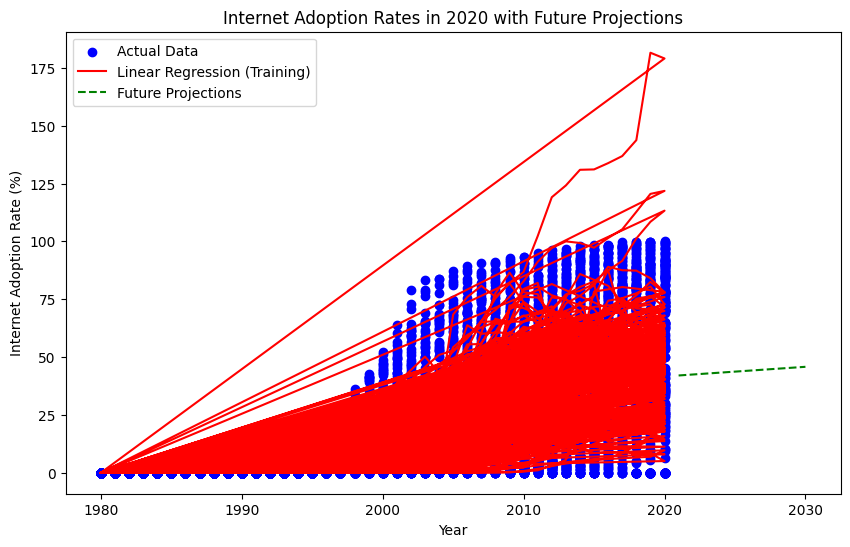 Internet Adoption Rates in 2020 with Future Projections
Actual Data
Linear Regression (Training)
Future Projections
Internet Adoption Rate (%)
175
150
125
100
75
50
25
0
1980
1990
2000
2010
2020
2030
Year